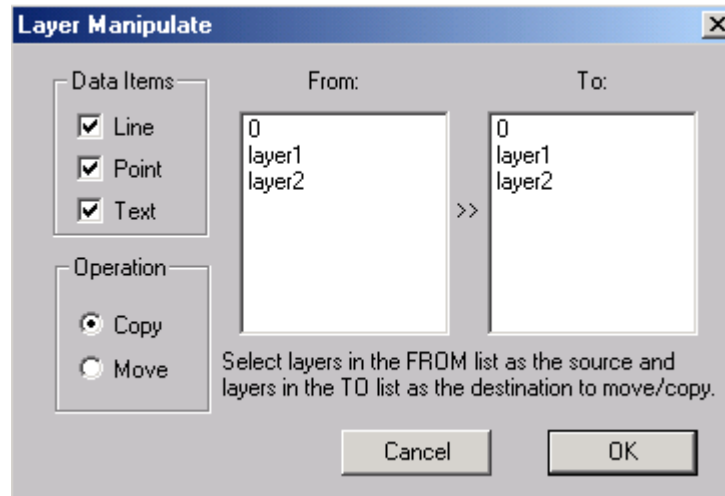 Layer Manipulate
Data Items
Line
Point
Text
Operation
Copy
Move
From:
0
layer1
layer2
>>
To:
0
layer1
layer2
Select layers in the FROM list as the source and
layers in the TO list as the destination to move/copy.
Cancel
OK